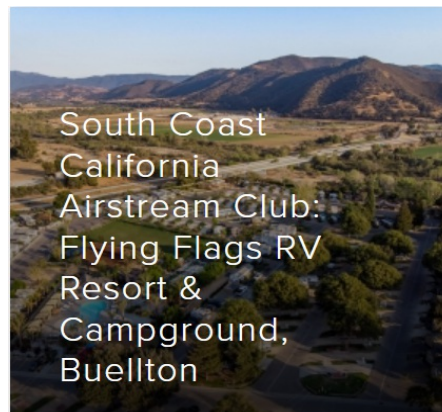 South Coast
California
Airstream Club:
Flying Flags RV
Resort &
Campground,
Buellton